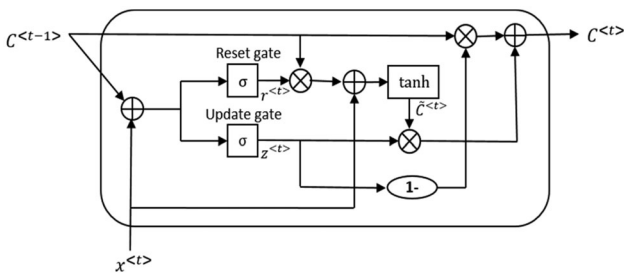 C<t−1>
C<t>
Reset gate
σ
r<t>
tanh
C̃<t>
Update gate
σ
z<t>
1-
x<t>